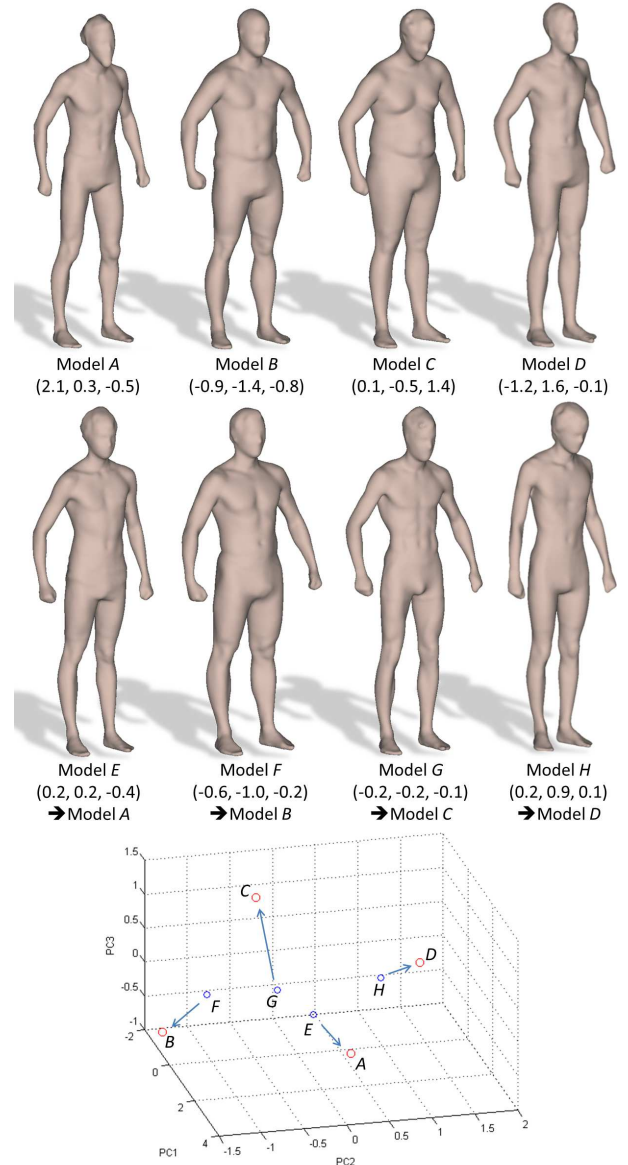 Model A Model B Model C Model D
(2.1, 0.3, -0.5) (-0.9, -1.4, -0.8) (0.1, -0.5, 1.4) (-1.2, 1.6, -0.1)
Model E Model F Model G Model H
(0.2, 0.2, -0.4) (-0.6, -1.0, -0.2) (-0.2, -0.2, -0.1) (0.2, 0.9, 0.1)
➔Model A ➔Model B ➔Model C ➔Model D
1.5
1
0.5
0
-0.5
-1
PC3
C
D
H
G
F
E
B
A
-2
0
2
4
PC1
-1.5
-1
-0.5
0
0.5
1
1.5
2
PC2